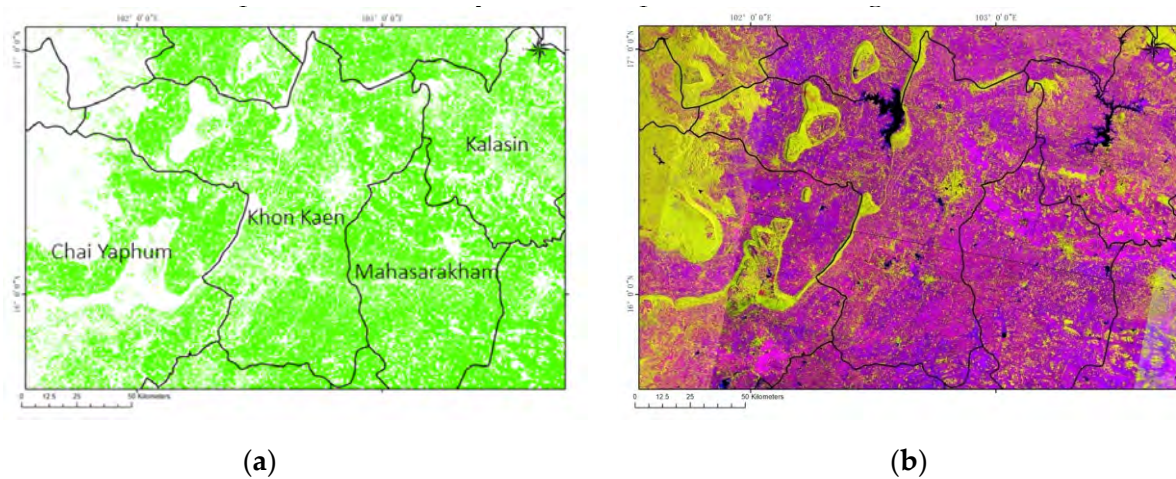 102° 0'0"E 103° 0'0"E 102° 0'0"E 103° 0'0"E
17° 0'0"N 17° 0'0"N
Kalasin
Khon Kaen
Chai Yaphum
Mahasarakham
16° 0'0"N 16° 0'0"N
0 12.5 25 50 Kilometers 0 12.5 25 50 Kilometers
(a) (b)